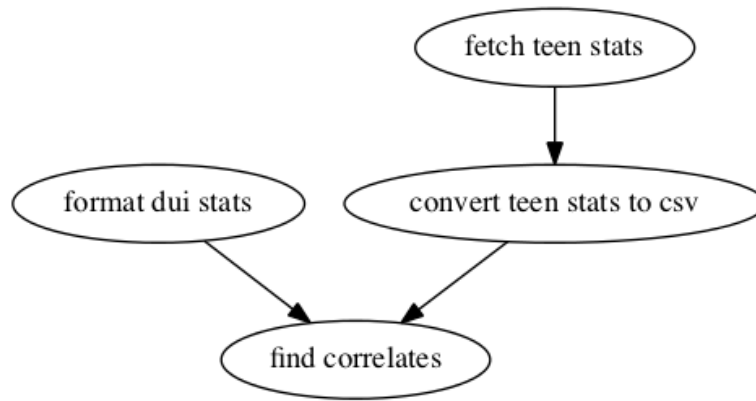 fetch teen stats
format dui stats
convert teen stats to csv
find correlates